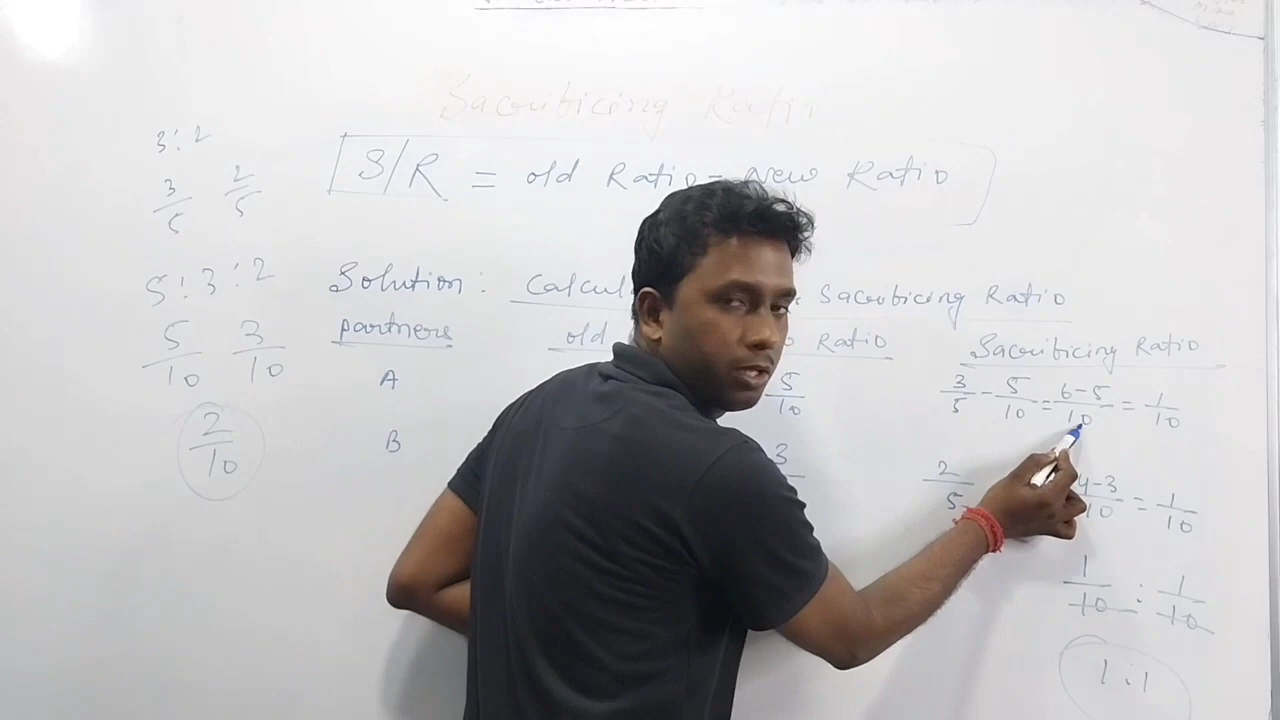 Sacrificing Ratio
3:2
S/R = old Ratio - New Ratio
3/5 2/5
5:3:2
Solution: Sacrificing Ratio
5/10 3/10
partners old Ratio Sacrificing Ratio
A 5/10 3/5 - 5/10 = 6-5/10 = 1/10
2/10
B 3 2/5 4-3/10 = 1/10
1/10 : 1/10
1:1